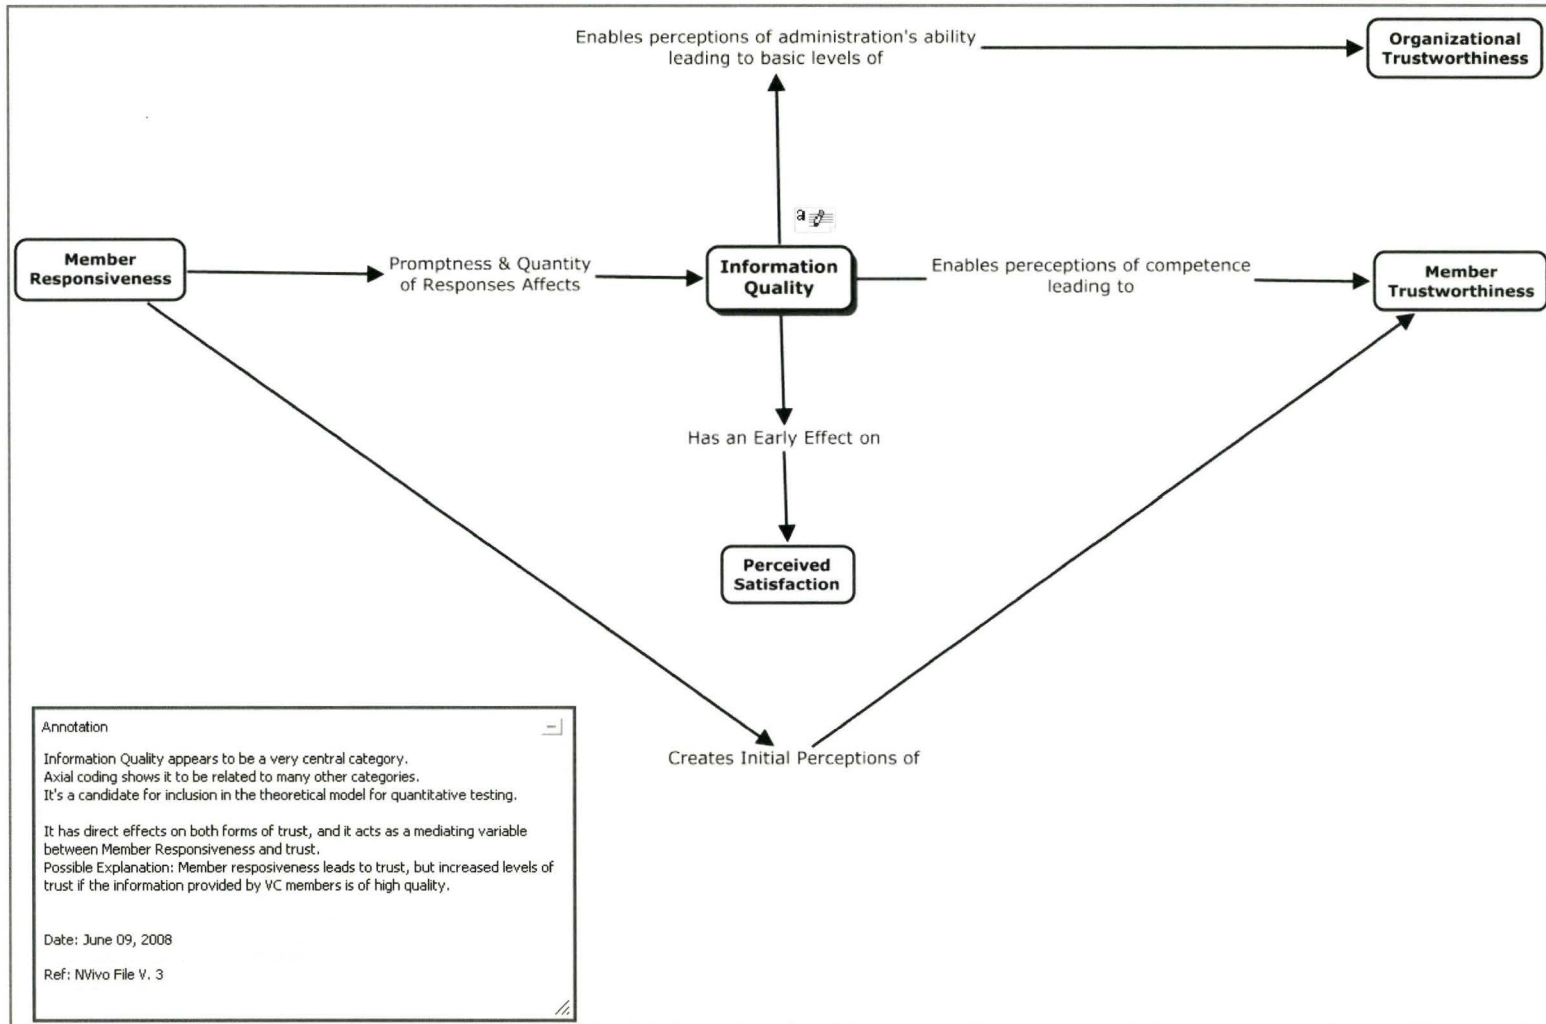 Enables perceptions of administration's ability
leading to basic levels of
Organizational
Trustworthiness
a
Member
Responsiveness
Promptness & Quantity
of Responses Affects
Information
Quality
Enables pereceptions of competence
leading to
Member
Trustworthiness
Has an Early Effect on
Perceived
Satisfaction
Creates Initial Perceptions of
Annotation
Information Quality appears to be a very central category.
Axial coding shows it to be related to many other categories.
It's a candidate for inclusion in the theoretical model for quantitative testing.
It has direct effects on both forms of trust, and it acts as a mediating variable
between Member Responsiveness and trust.
Possible Explanation: Member resposiveness leads to trust, but increased levels of
trust if the information provided by VC members is of high quality.
Date: June 09, 2008
Ref: NVivo File V. 3